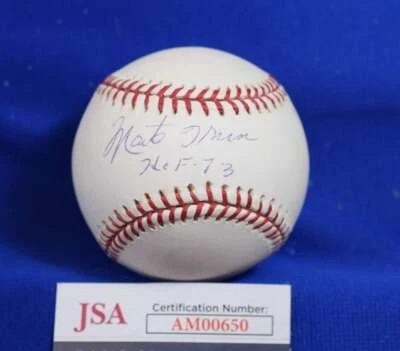 Monte Irvin
HoF-73
JSA
Certification Number:
AM00650